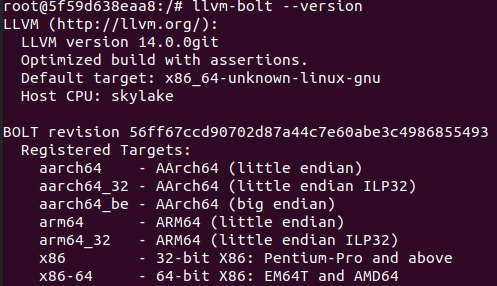 root@5f59d638eaa8:/# llvm-bolt --version
LLVM (http://llvm.org/):
  LLVM version 14.0.0git
  Optimized build with assertions.
  Default target: x86_64-unknown-linux-gnu
  Host CPU: skylake

BOLT revision 56ff67ccd90702d87a44c7e60abe3c4986855493
  Registered Targets:
    aarch64    - AArch64 (little endian)
    aarch64_32 - AArch64 (little endian ILP32)
    aarch64_be - AArch64 (big endian)
    arm64      - ARM64 (little endian)
    arm64_32   - ARM64 (little endian ILP32)
    x86        - 32-bit X86: Pentium-Pro and above
    x86-64     - 64-bit X86: EM64T and AMD64